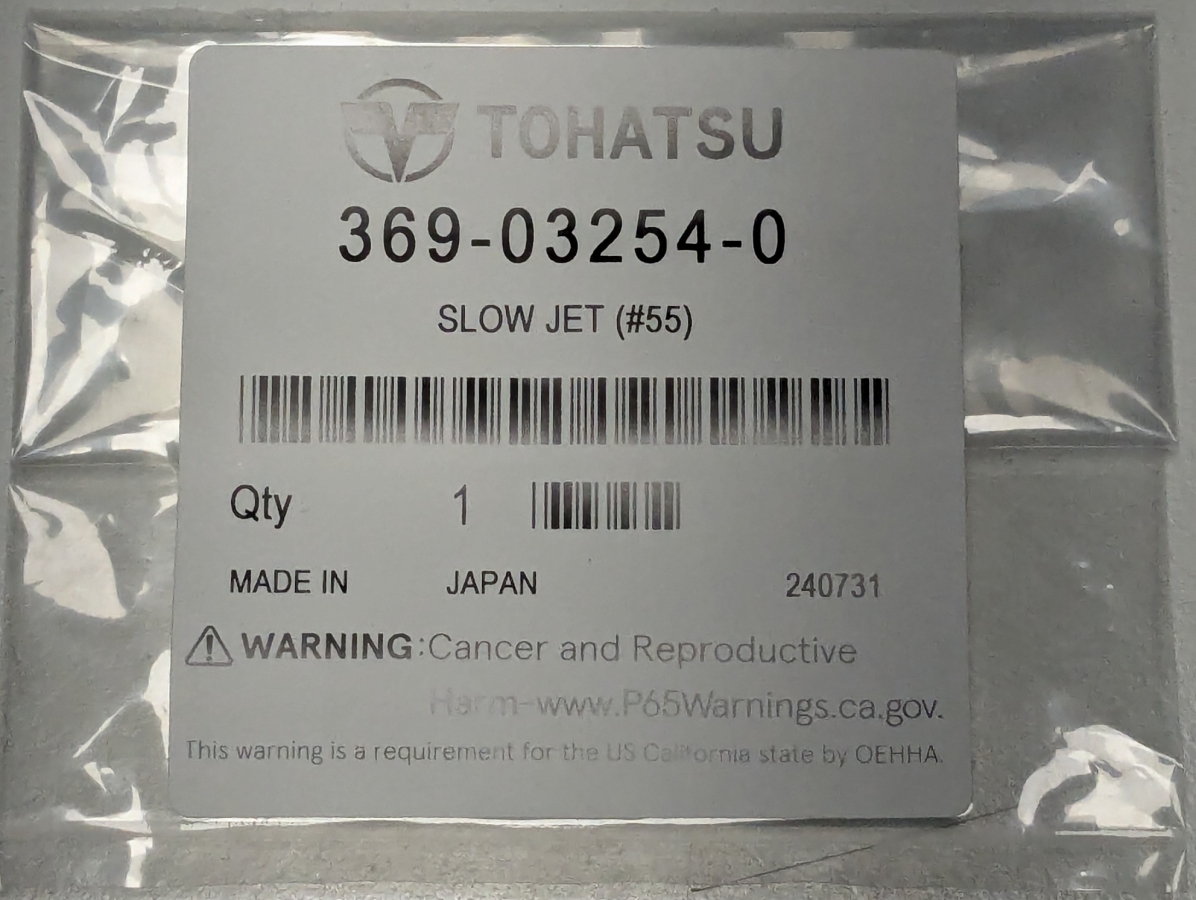 TOHATSU
369-03254-0
SLOW JET (#55)
Qty 1
MADE IN JAPAN 240731
WARNING:Cancer and Reproductive
Harm-www.P65Warnings.ca.gov.
This warning is a requirement for the US California state by OEHHA.